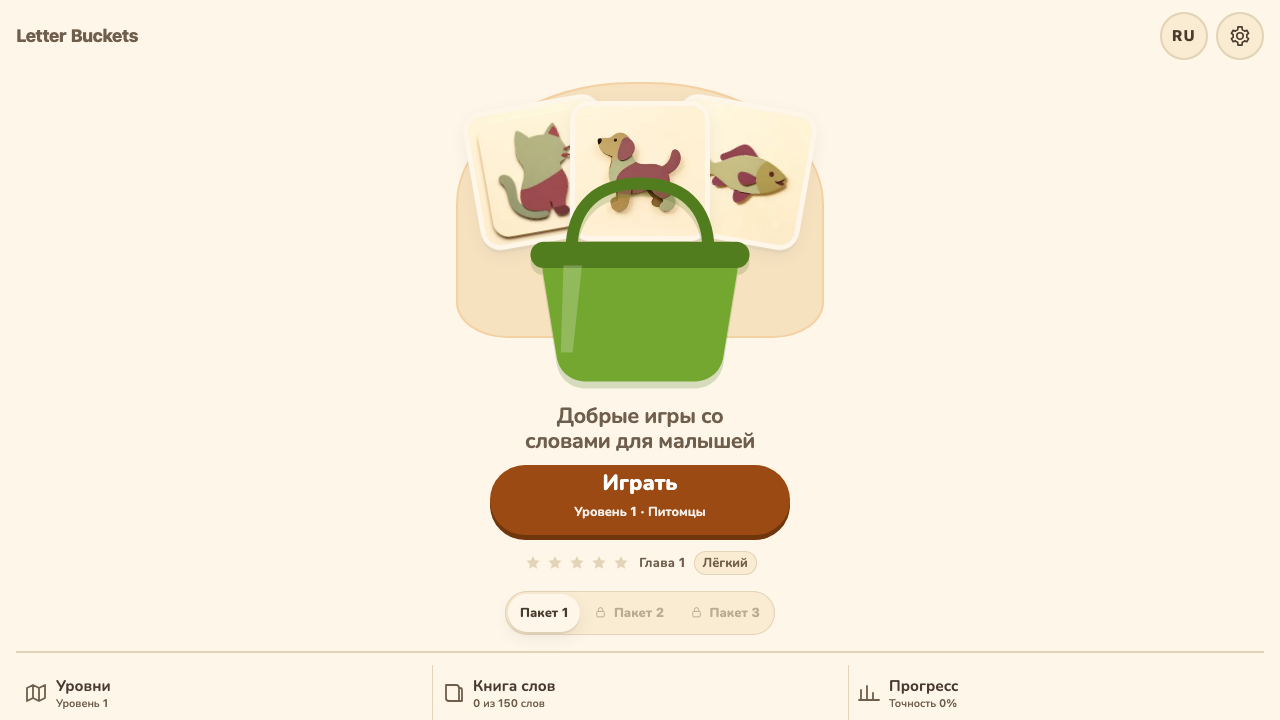 Letter Buckets
RU
Добрые игры со
словами для малышей
Играть
Уровень 1 · Питомцы
Глава 1
Лёгкий
Пакет 1
Пакет 2
Пакет 3
Уровни
Уровень 1
Книга слов
0 из 150 слов
Прогресс
Точность 0%